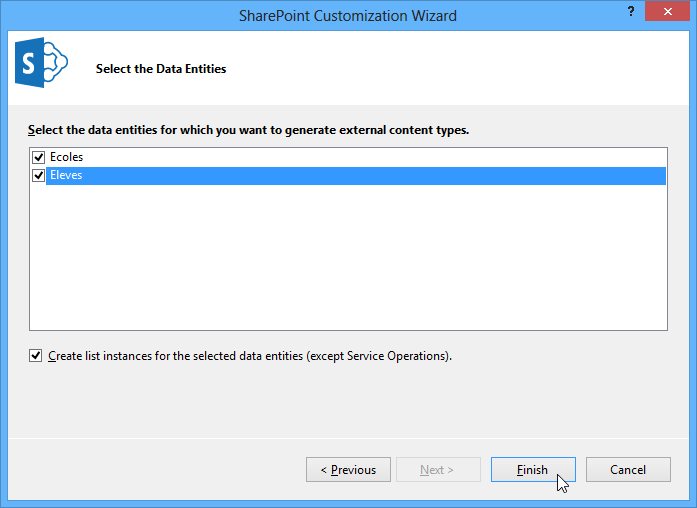 SharePoint Customization Wizard
?
S
Select the Data Entities
Select the data entities for which you want to generate external content types.
Ecoles
Eleves
Create list instances for the selected data entities (except Service Operations).
< Previous Next > Finish Cancel